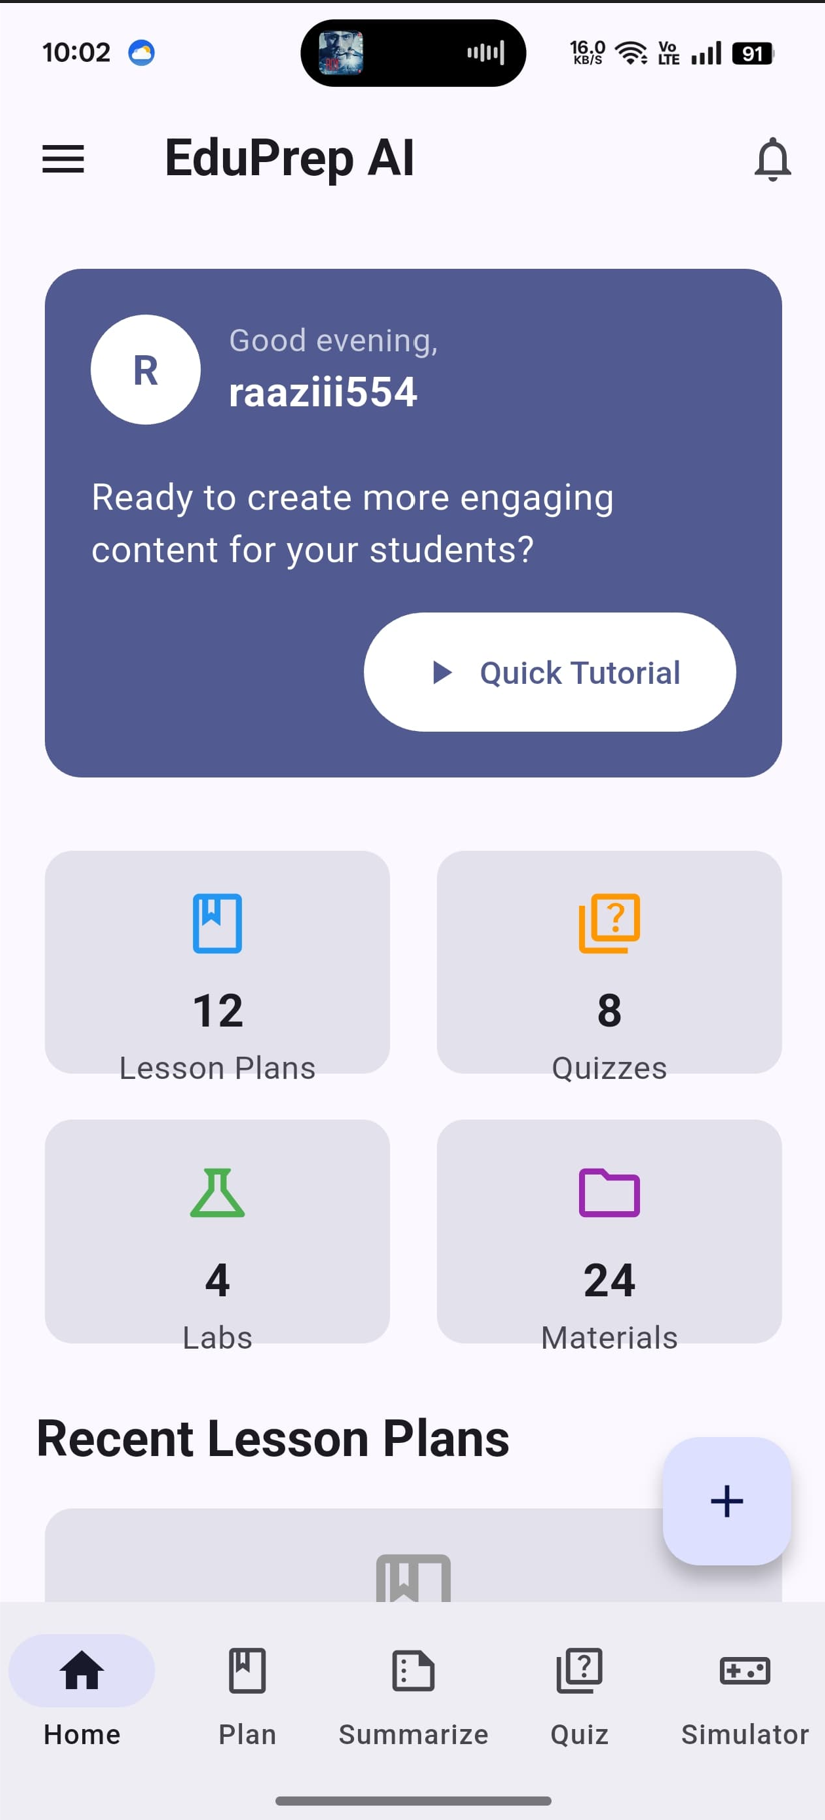 10:02
16.0
KB/S
Vo
LTE
91
EduPrep AI
R
Good evening,
raaziii554
Ready to create more engaging
content for your students?
Quick Tutorial
12
Lesson Plans
8
Quizzes
4
Labs
24
Materials
Recent Lesson Plans
+
Home
Plan
Summarize
Quiz
Simulator